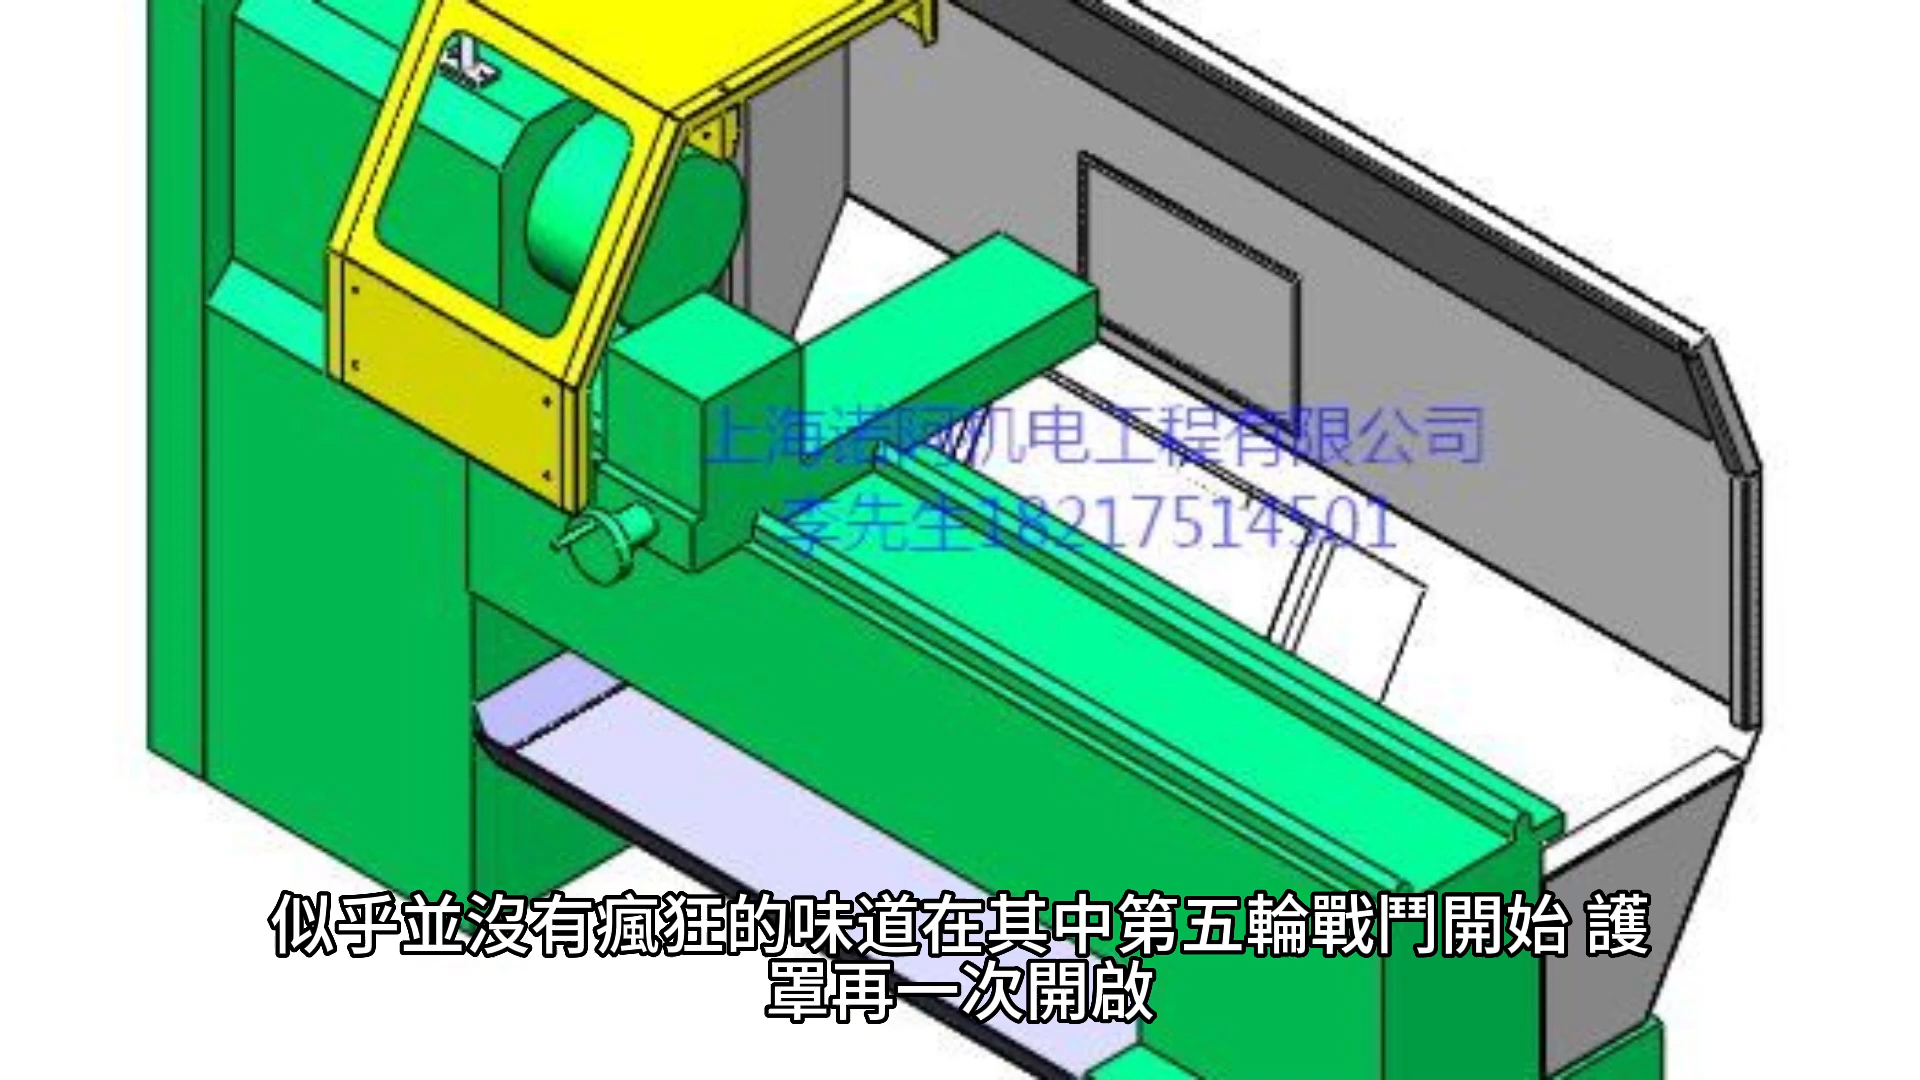 上海诺阿机电工程有限公司
李先生18217514501
似乎並沒有瘋狂的味道在其中第五輪戰鬥開始 護
罩再一次開啟